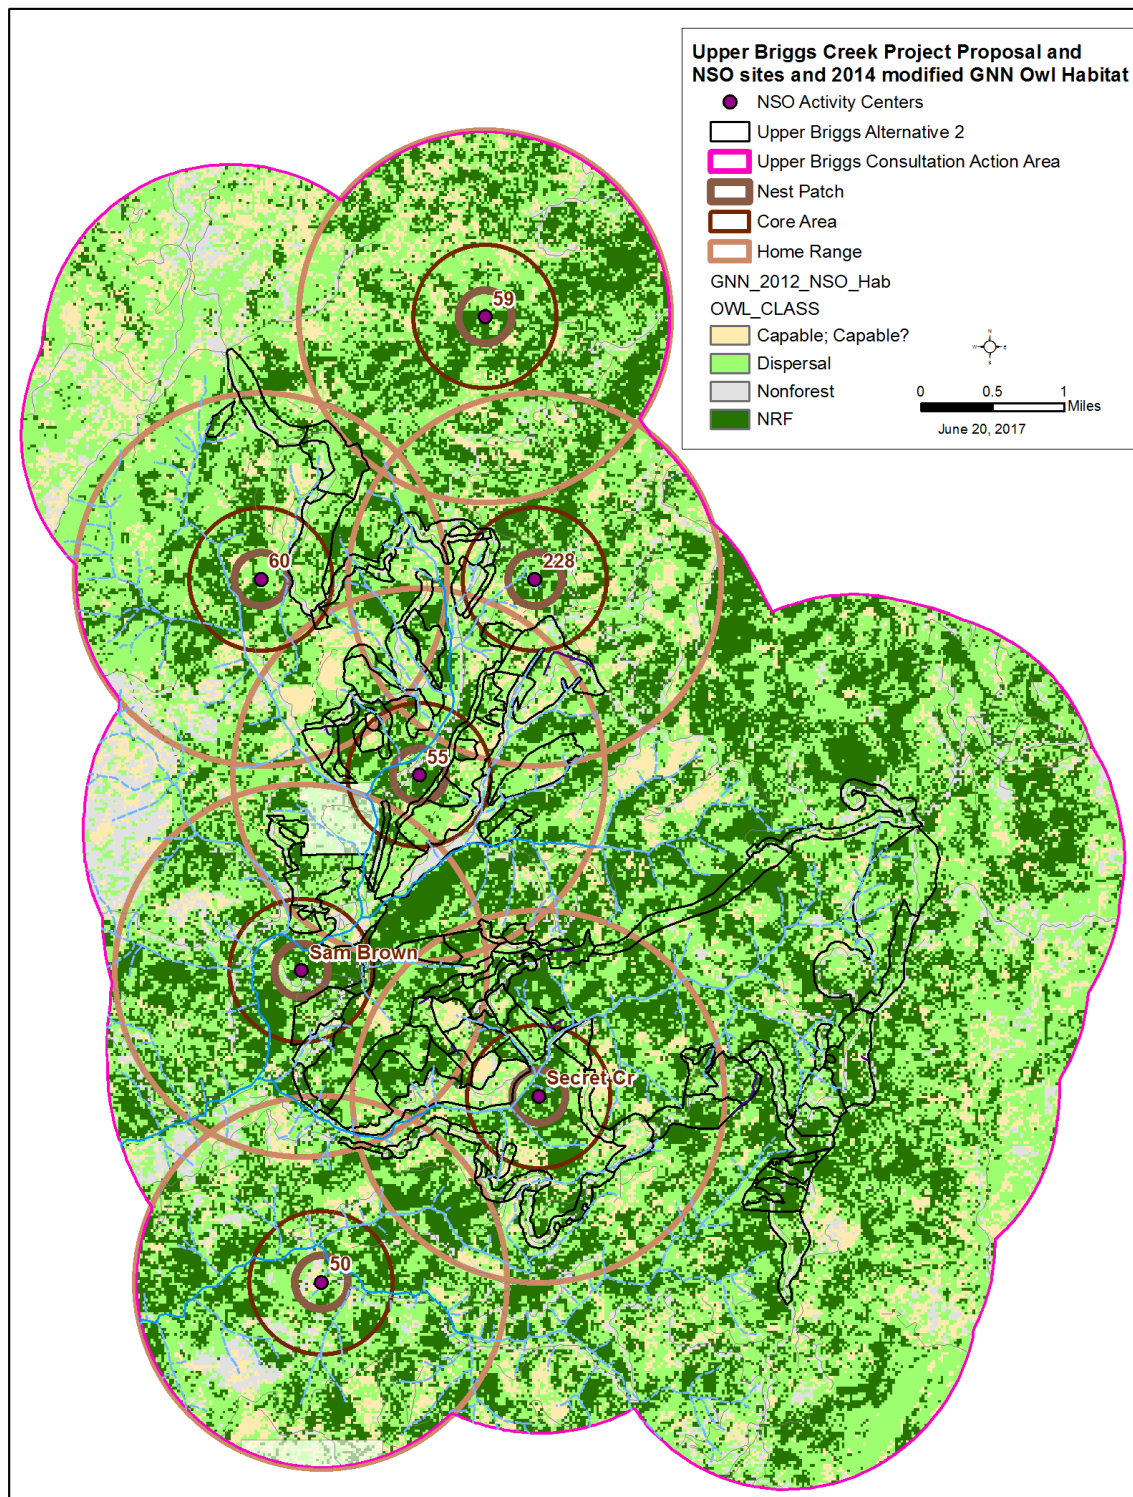 Upper Briggs Creek Project Proposal and
NSO sites and 2014 modified GNN Owl Habitat
NSO Activity Centers
Upper Briggs Alternative 2
Upper Briggs Consultation Action Area
Nest Patch
Core Area
Home Range
GNN_2012_NSO_Hab
OWL_CLASS
Capable; Capable?
Dispersal
Nonforest
NRF
N
W
E
S
0 0.5 1
Miles
June 20, 2017
59
60
228
55
Sam Brown
Secret Cr
50